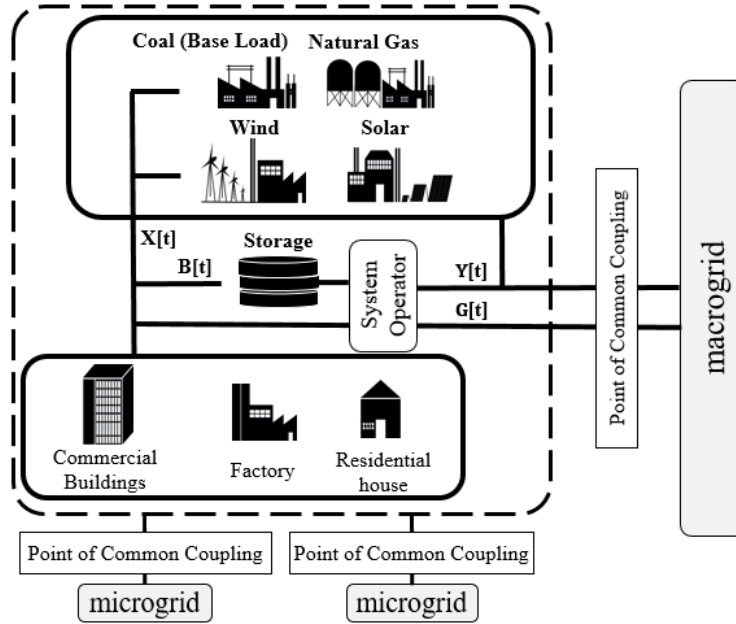 Coal (Base Load)
Natural Gas
Wind
Solar
X[t]
B[t]
Storage
System
Operator
Y[t]
G[t]
Point of Common Coupling
macrogrid
Commercial
Buildings
Factory
Residential
house
Point of Common Coupling
Point of Common Coupling
microgrid
microgrid